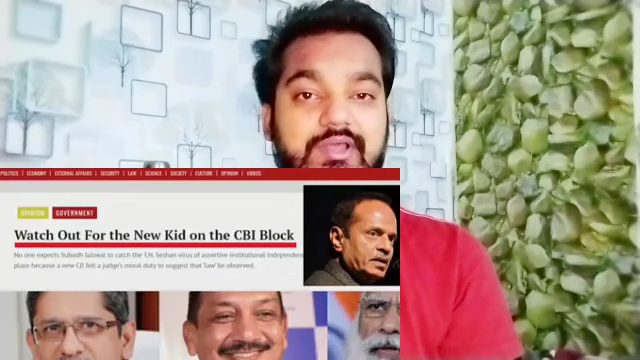 POLITICS | ECONOMY | EXTERNAL AFFAIRS | SECURITY | LAW | SCIENCE | SOCIETY | CULTURE | OPINION | VIDEOS
OPINION GOVERNMENT
Watch Out For the New Kid on the CBI Block
No one expects Subodh Jaiswal to catch the T.N. Seshan virus of assertive institutional independence
place because a new CJI felt a judge's moral duty to suggest that 'law' be observed.